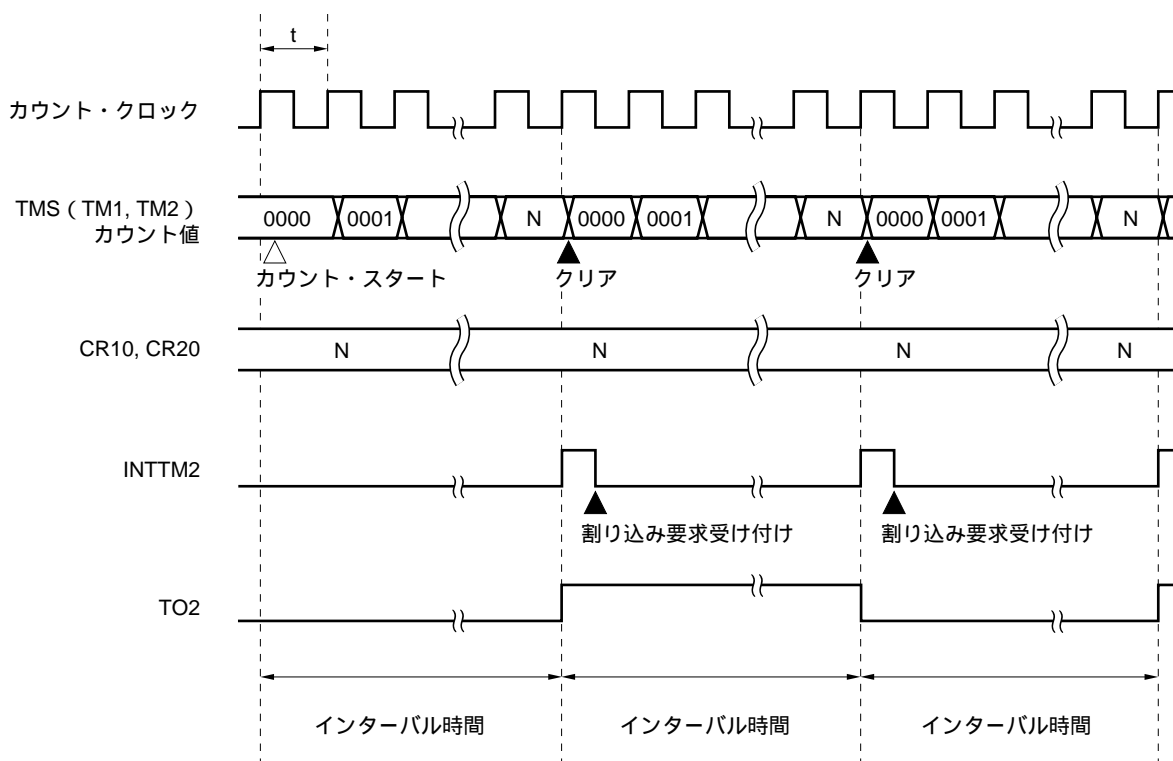 t
カウント・クロック
TMS ( TM1, TM2 )
カウント値
0000 0001 N 0000 0001 N 0000 0001 N
カウント・スタート クリア クリア
CR10, CR20 N N N N
INTTM2
割り込み要求受け付け 割り込み要求受け付け
TO2
インターバル時間 インターバル時間 インターバル時間